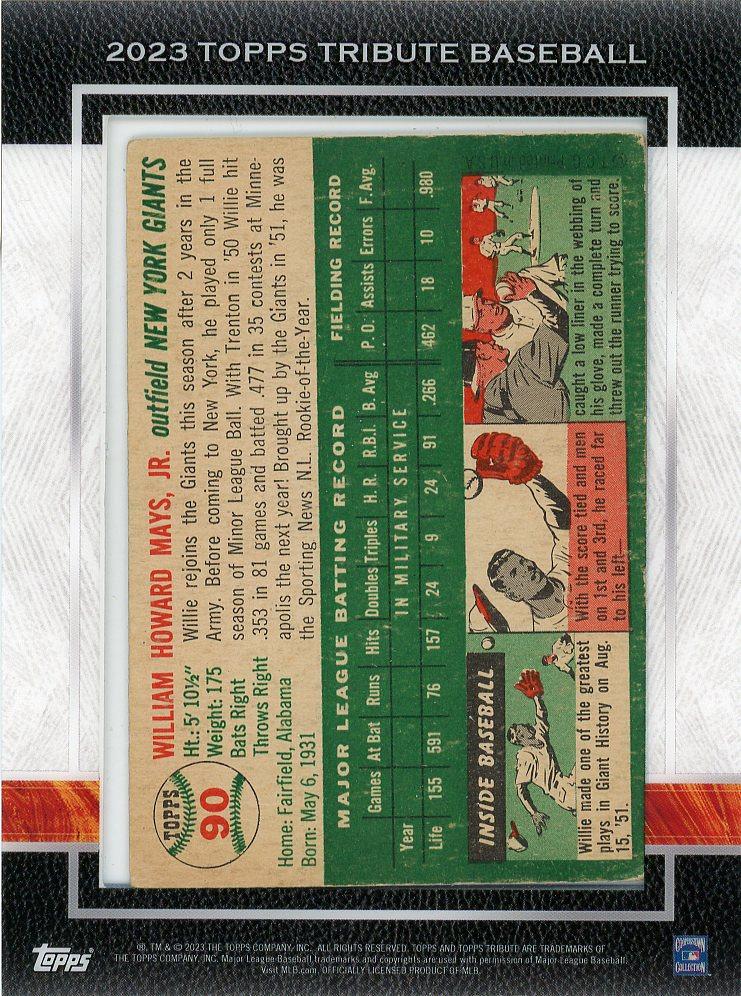 2023 TOPPS TRIBUTE BASEBALL
TOPPS
90
WILLIAM HOWARD MAYS, JR. outfield NEW YORK GIANTS
Ht.: 5' 10½"
Weight: 175
Bats Right
Throws Right
Home: Fairfield, Alabama
Born: May 6, 1931
Willie rejoins the Giants this season after 2 years in the
Army. Before coming to New York, he played only 1 full
season of Minor League Ball. With Trenton in '50 Willie hit
.353 in 81 games and batted .477 in 35 contests at Minne-
apolis the next year! Brought up by the Giants in '51, he was
the Sporting News N.L. Rookie-of-the-Year.
MAJOR LEAGUE BATTING RECORD FIELDING RECORD
Games At Bat Runs Hits Doubles Triples H.R. R.B.I. B. Avg P. O. Assists Errors F. Avg.
Year IN MILITARY SERVICE
Life 155 591 76 157 24 9 24 91 .266 462 18 10 .980
INSIDE BASEBALL
Willie made one of the greatest
plays in Giant History on Aug.
15, '51.
With the score tied and men
on 1st and 3rd, he raced far
to his left—
caught a low liner in the webbing of
his glove, made a complete turn and
threw out the runner trying to score.
©T.C.G. Printed in U.S.A.
topps
®, TM & © 2023 THE TOPPS COMPANY, INC. ALL RIGHTS RESERVED. TOPPS AND TOPPS TRIBUTE ARE TRADEMARKS OF
THE TOPPS COMPANY, INC. Major League Baseball trademarks and copyrights are used with permission of Major League Baseball.
Visit MLB.com. OFFICIALLY LICENSED PRODUCT OF MLB.
COOPERSTOWN
COLLECTION